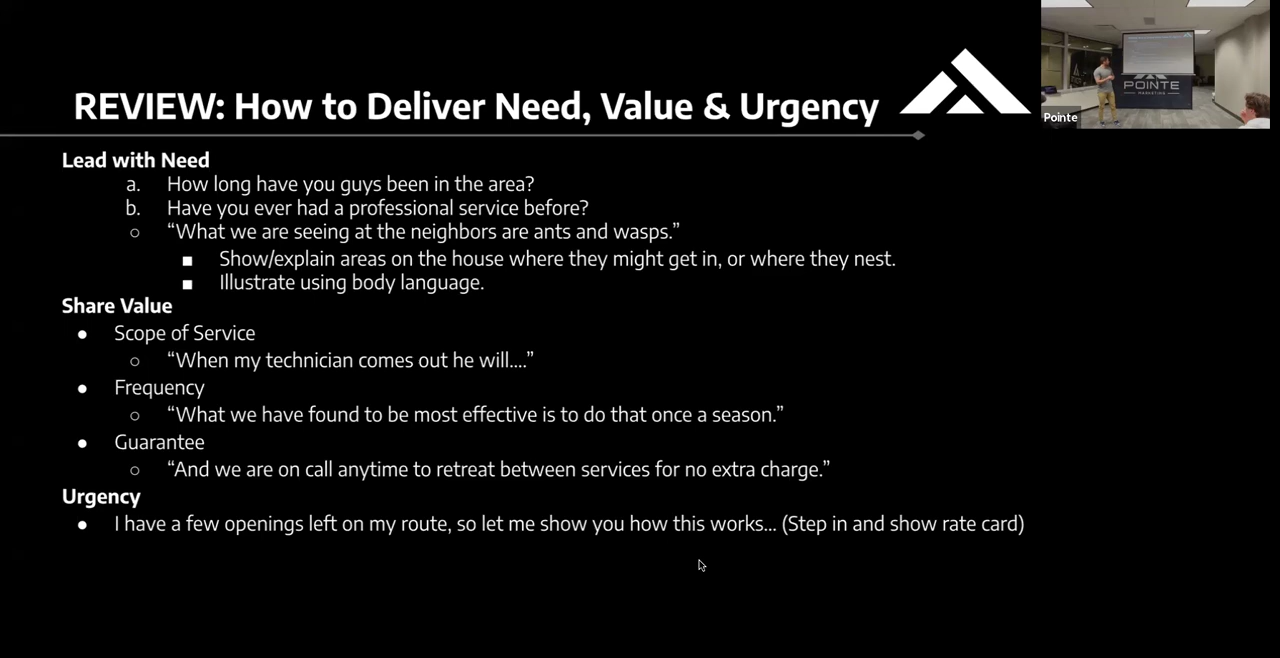 REVIEW: How to Deliver Need, Value & Urgency
Lead with Need
a. How long have you guys been in the area?
b. Have you ever had a professional service before?
○ “What we are seeing at the neighbors are ants and wasps.”
■ Show/explain areas on the house where they might get in, or where they nest.
■ Illustrate using body language.
Share Value
● Scope of Service
○ “When my technician comes out he will....”
● Frequency
○ “What we have found to be most effective is to do that once a season.”
● Guarantee
○ “And we are on call anytime to retreat between services for no extra charge.”
Urgency
● I have a few openings left on my route, so let me show you how this works... (Step in and show rate card)
POINTE
MARKETING
Pointe